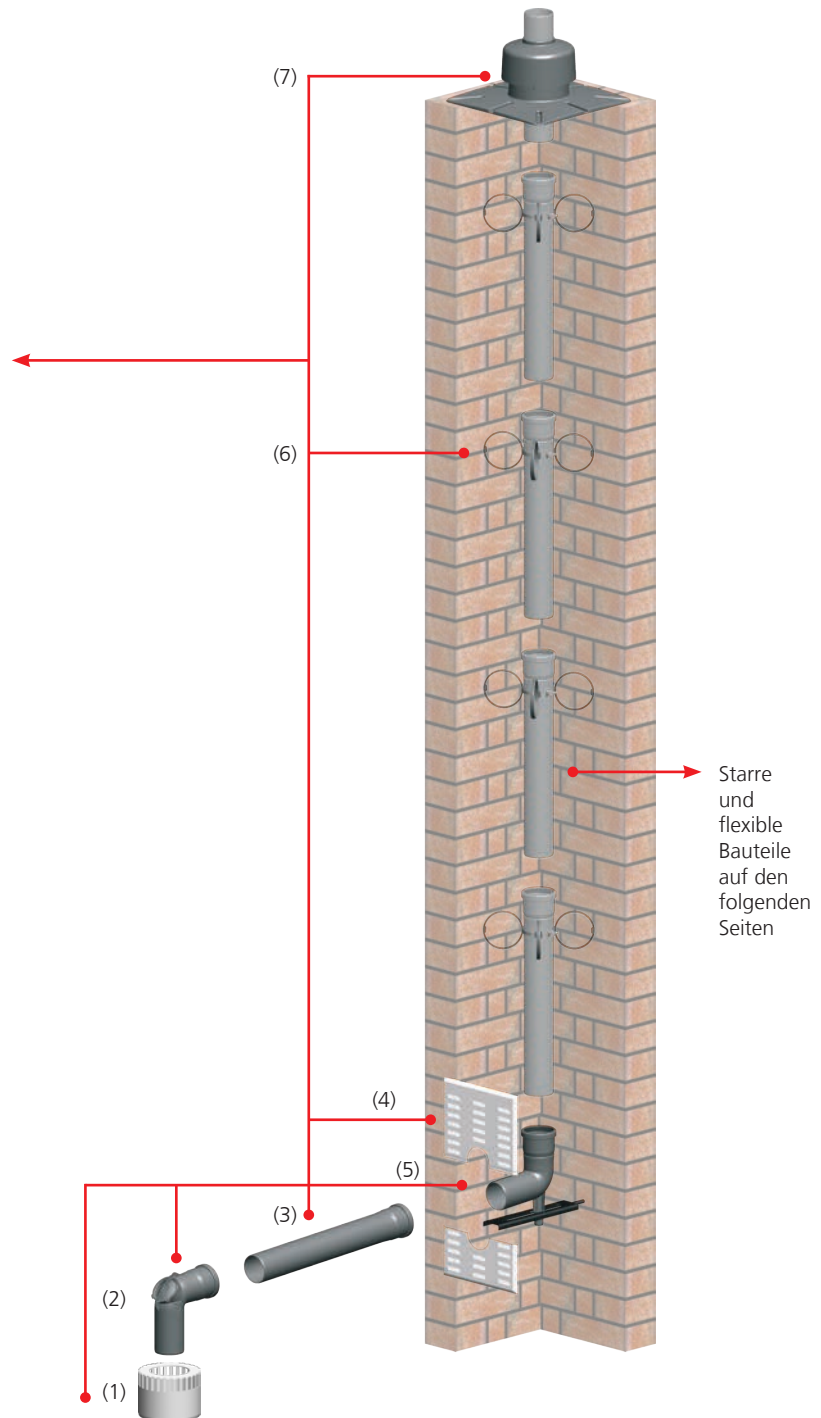 (7)
(6)
Starre
und
flexible
Bauteile
auf den
folgenden
Seiten
(4)
(5)
(3)
(2)
(1)